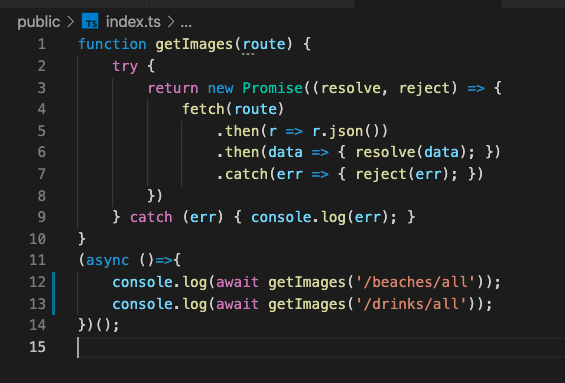 public > TS index.ts > ...
1 function getImages(route) {
2     try {
3         return new Promise((resolve, reject) => {
4             fetch(route)
5                 .then(r => r.json())
6                 .then(data => { resolve(data); })
7                 .catch(err => { reject(err); })
8         })
9     } catch (err) { console.log(err); }
10 }
11 (async ()=>{
12     console.log(await getImages('/beaches/all'));
13     console.log(await getImages('/drinks/all'));
14 })();
15